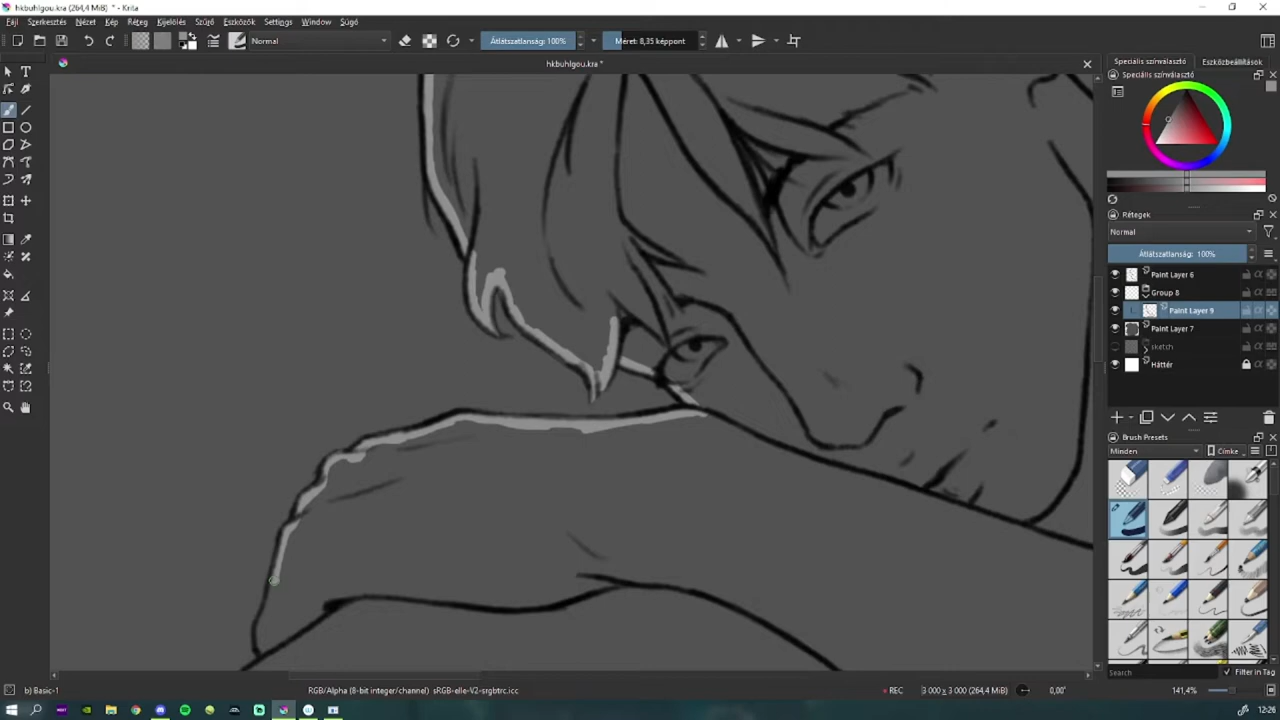 hkbuhlgou.kra (264,4 MiB) * - Krita
Fájl Szerkesztés Nézet Kép Réteg Kijelölés Szűrő Eszközök Settings Window Súgó
Normal Átlátszatlanság: 100% Méret: 8,35 képpont
hkbuhlgou.kra *
Speciális színválasztó Eszközbeállítások
Speciális színválasztó
Rétegek
Normal
Átlátszatlanság: 100%
Paint Layer 6
Group 8
Paint Layer 9
Paint Layer 7
sketch
Háttér
Brush Presets
Minden Címke
Search Filter in Tag
b) Basic-1 RGB/Alpha (8-bit integer/channel) sRGB-elle-V2-srgbtrc.icc REC 3 000 x 3 000 (264,4 MiB) 0,00° 141,4%
12:26